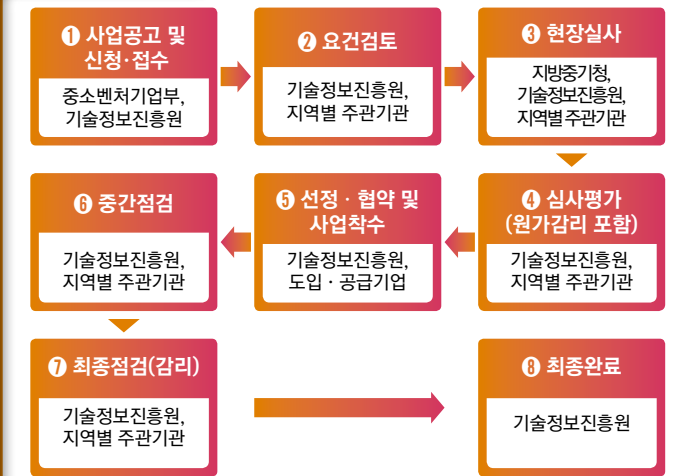 ❶ 사업공고 및
신청·접수
중소벤처기업부,
기술정보진흥원
❷ 요건검토
기술정보진흥원,
지역별 주관기관
❸ 현장실사
지방중기청,
기술정보진흥원,
지역별 주관기관
❹ 심사평가
(원가감리 포함)
기술정보진흥원,
지역별 주관기관
❺ 선정 · 협약 및
사업착수
기술정보진흥원,
도입 · 공급기업
❻ 중간점검
기술정보진흥원,
지역별 주관기관
❼ 최종점검(감리)
기술정보진흥원,
지역별 주관기관
❽ 최종완료
기술정보진흥원